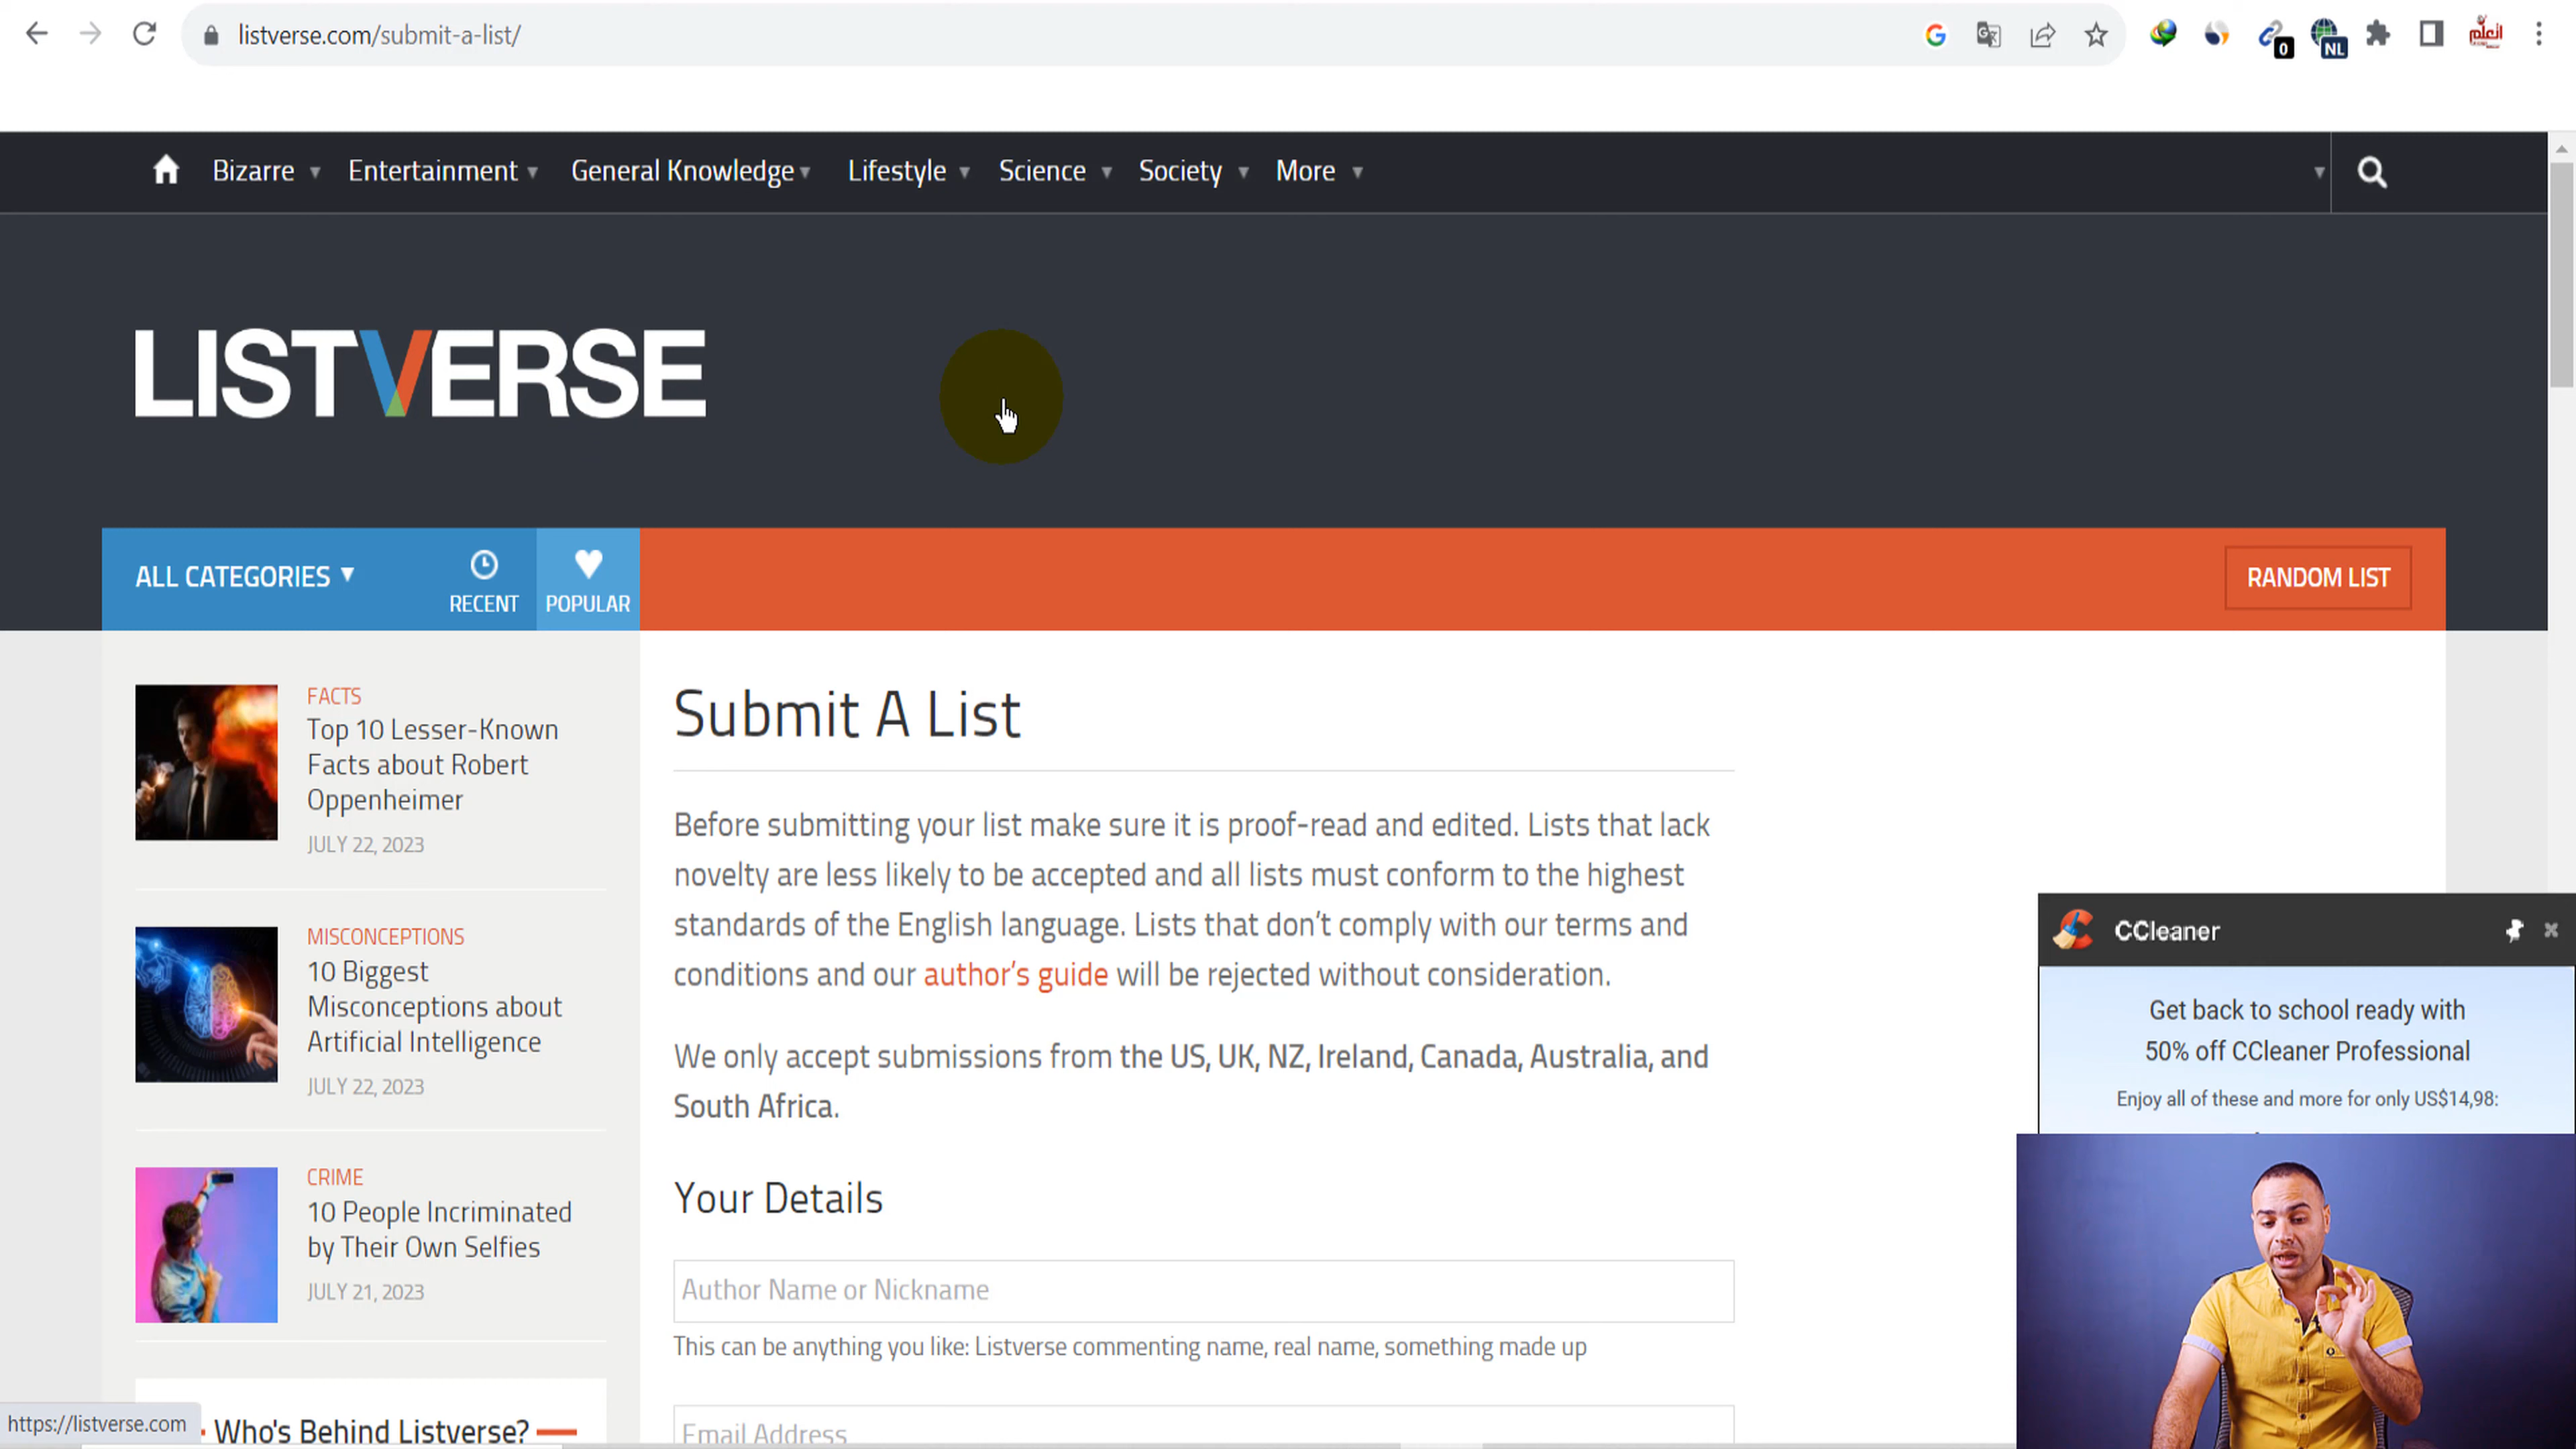 listverse.com/submit-a-list/
0
NL
Bizarre
Entertainment
General Knowledge
Lifestyle
Science
Society
More
LISTVERSE
ALL CATEGORIES
RECENT
POPULAR
RANDOM LIST
FACTS
Top 10 Lesser-Known
Facts about Robert
Oppenheimer
JULY 22, 2023
MISCONCEPTIONS
10 Biggest
Misconceptions about
Artificial Intelligence
JULY 22, 2023
CRIME
10 People Incriminated
by Their Own Selfies
JULY 21, 2023
Who's Behind Listverse?
https://listverse.com
Submit A List
Before submitting your list make sure it is proof-read and edited. Lists that lack
novelty are less likely to be accepted and all lists must conform to the highest
standards of the English language. Lists that don’t comply with our terms and
conditions and our author’s guide will be rejected without consideration.
We only accept submissions from the US, UK, NZ, Ireland, Canada, Australia, and
South Africa.
Your Details
Author Name or Nickname
This can be anything you like: Listverse commenting name, real name, something made up
Email Address
CCleaner
Get back to school ready with
50% off CCleaner Professional
Enjoy all of these and more for only US$14,98: